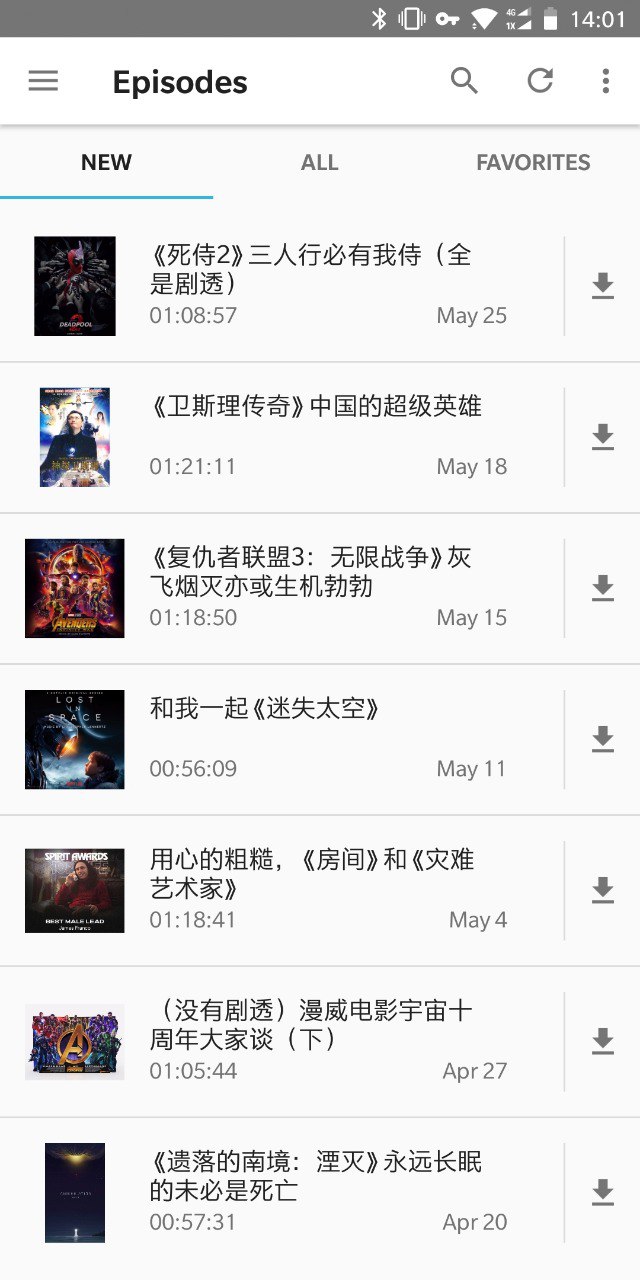 4G
1X
14:01
Episodes
NEW
ALL
FAVORITES
DEADPOOL
《死侍2》三人行必有我侍（全
是剧透）
01:08:57
May 25
《卫斯理传奇》中国的超级英雄
01:21:11
May 18
AVENGERS
《复仇者联盟3：无限战争》灰
飞烟灭亦或生机勃勃
01:18:50
May 15
LOST
IN
SPACE
和我一起《迷失太空》
00:56:09
May 11
SPIRIT AWARDS
BEST MALE LEAD
James Franco
用心的粗糙，《房间》和《灾难
艺术家》
01:18:41
May 4
（没有剧透）漫威电影宇宙十
周年大家谈（下）
01:05:44
Apr 27
ANNIHILATION
《遗落的南境：湮灭》永远长眠
的未必是死亡
00:57:31
Apr 20